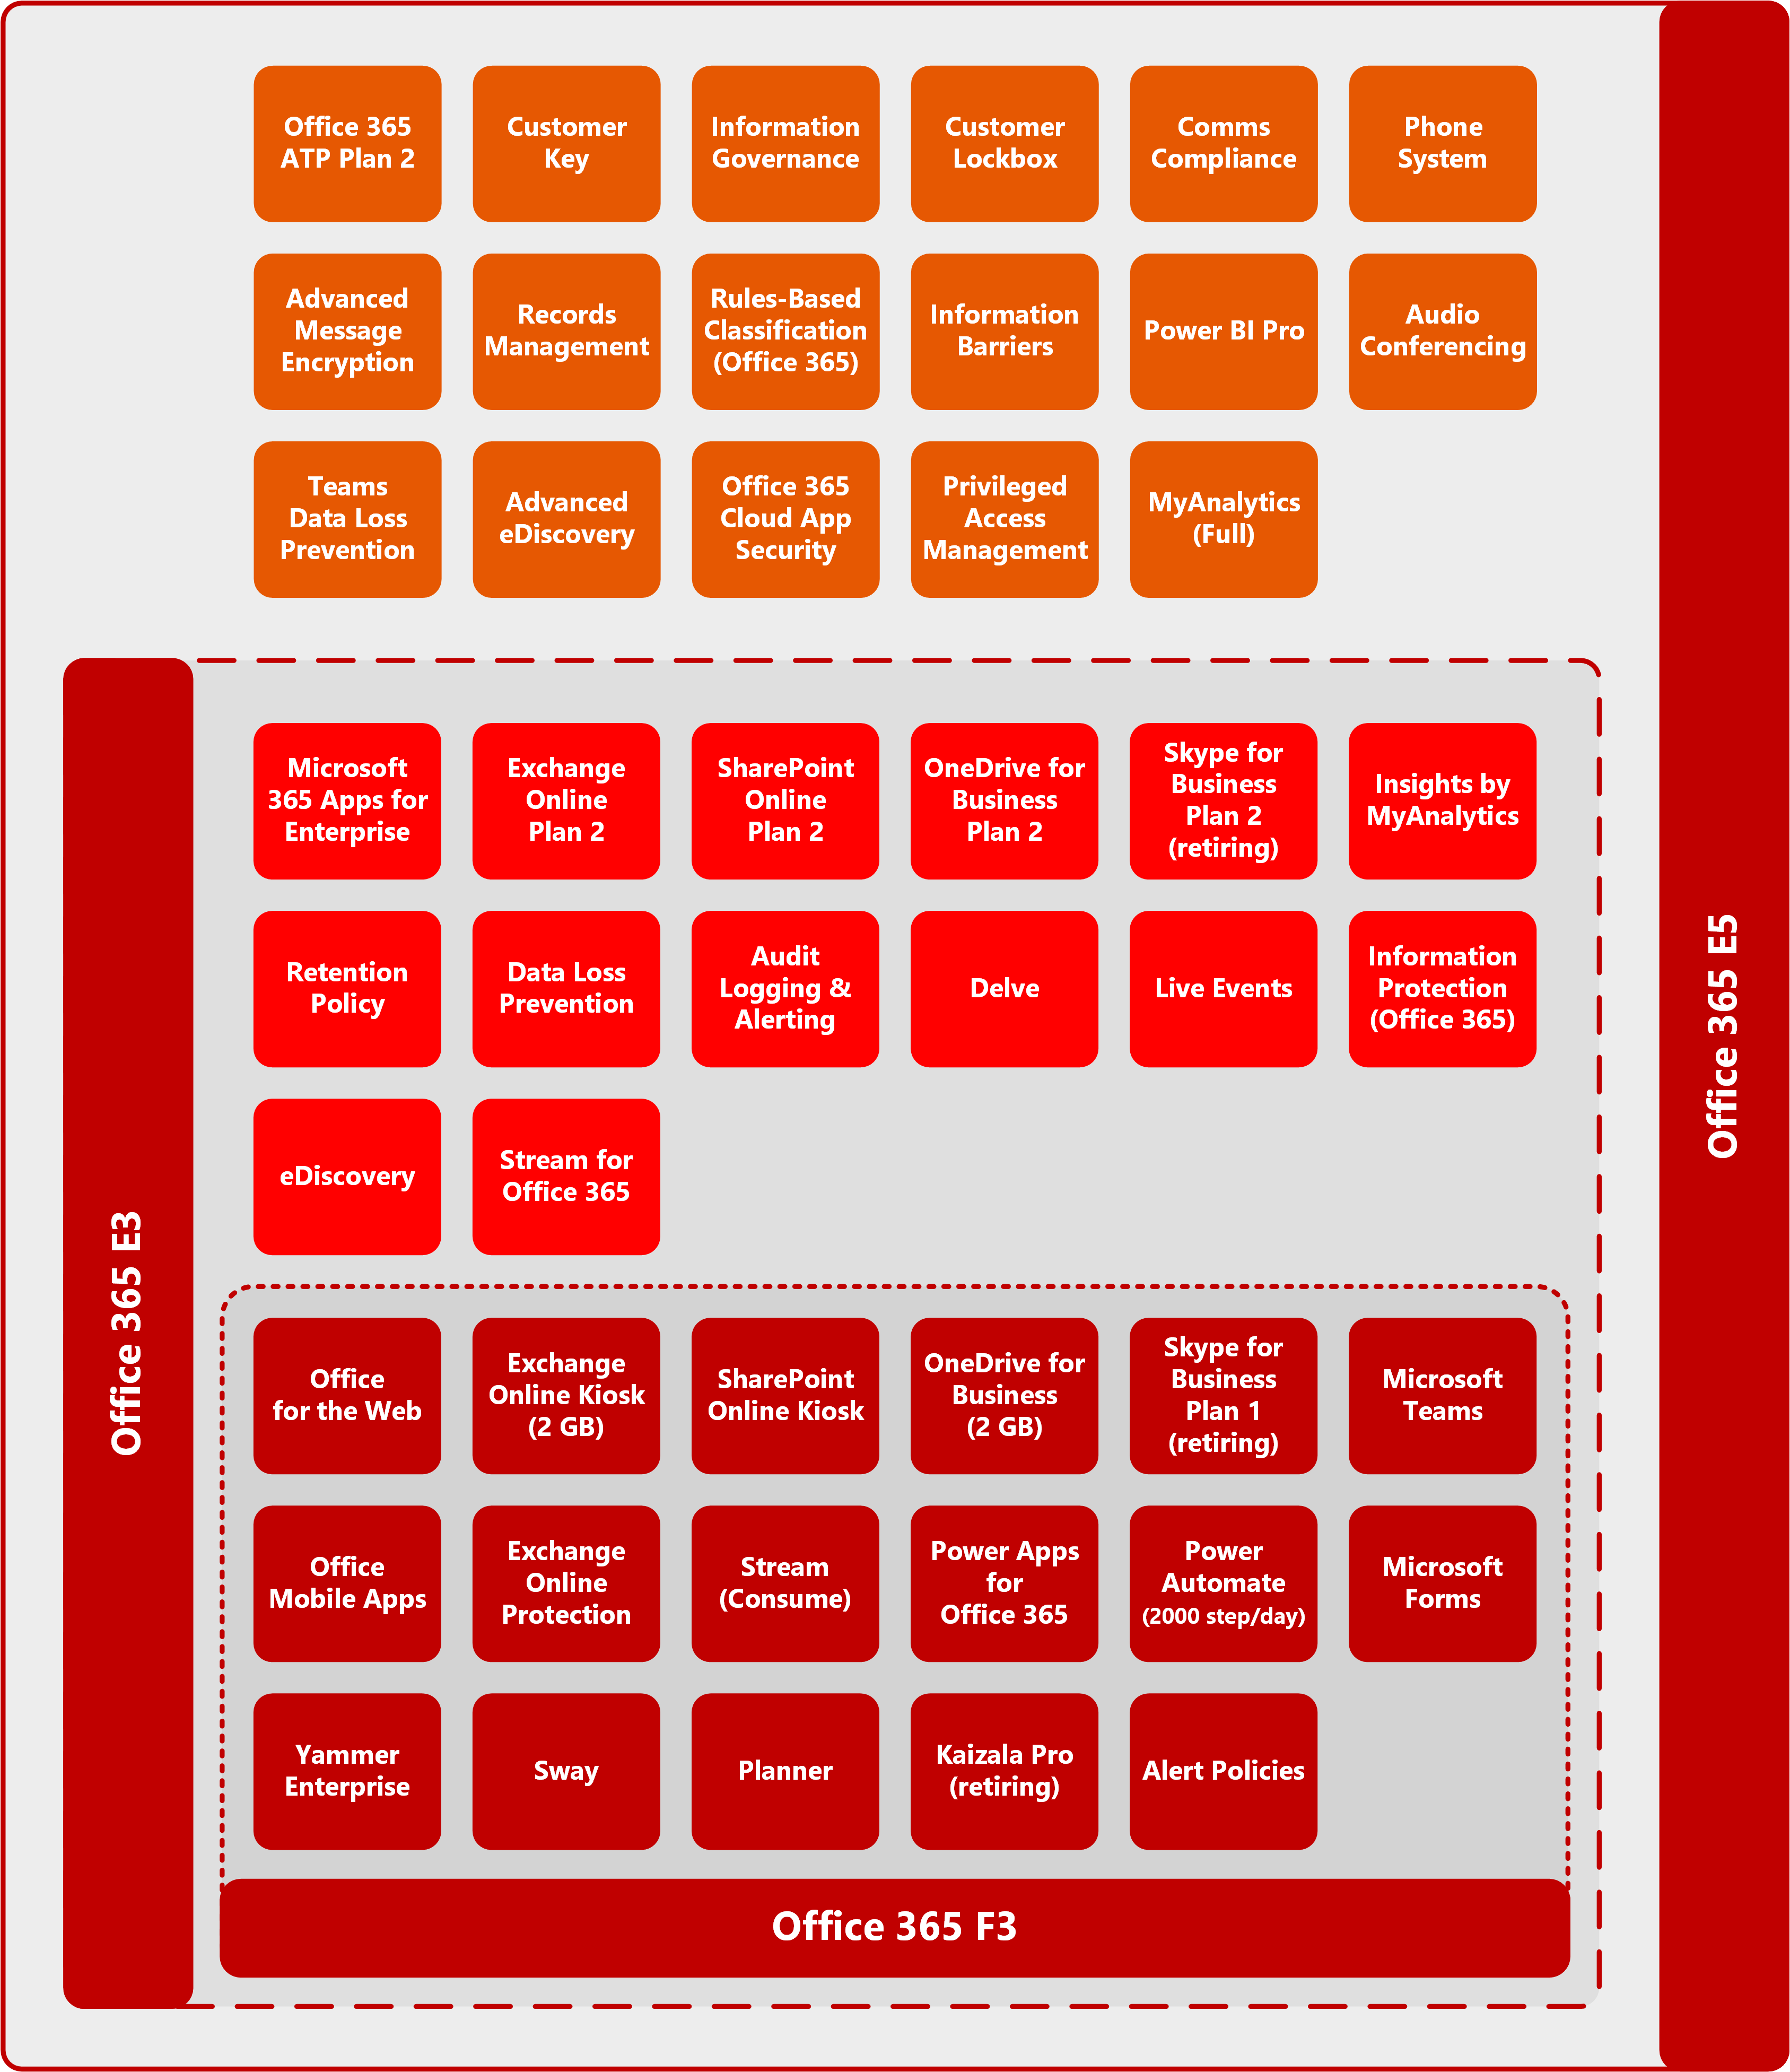 Office 365
ATP Plan 2
Customer
Key
Information
Governance
Customer
Lockbox
Comms
Compliance
Phone
System
Advanced
Message
Encryption
Records
Management
Rules-Based
Classification
(Office 365)
Information
Barriers
Power BI Pro
Audio
Conferencing
Teams
Data Loss
Prevention
Advanced
eDiscovery
Office 365
Cloud App
Security
Privileged
Access
Management
MyAnalytics
(Full)
Office 365 E5
Microsoft
365 Apps for
Enterprise
Exchange
Online
Plan 2
SharePoint
Online
Plan 2
OneDrive for
Business
Plan 2
Skype for
Business
Plan 2
(retiring)
Insights by
MyAnalytics
Retention
Policy
Data Loss
Prevention
Audit
Logging &
Alerting
Delve
Live Events
Information
Protection
(Office 365)
eDiscovery
Stream for
Office 365
Office 365 E3
Office
for the Web
Exchange
Online Kiosk
(2 GB)
SharePoint
Online Kiosk
OneDrive for
Business
(2 GB)
Skype for
Business
Plan 1
(retiring)
Microsoft
Teams
Office
Mobile Apps
Exchange
Online
Protection
Stream
(Consume)
Power Apps
for
Office 365
Power
Automate
(2000 step/day)
Microsoft
Forms
Yammer
Enterprise
Sway
Planner
Kaizala Pro
(retiring)
Alert Policies
Office 365 F3